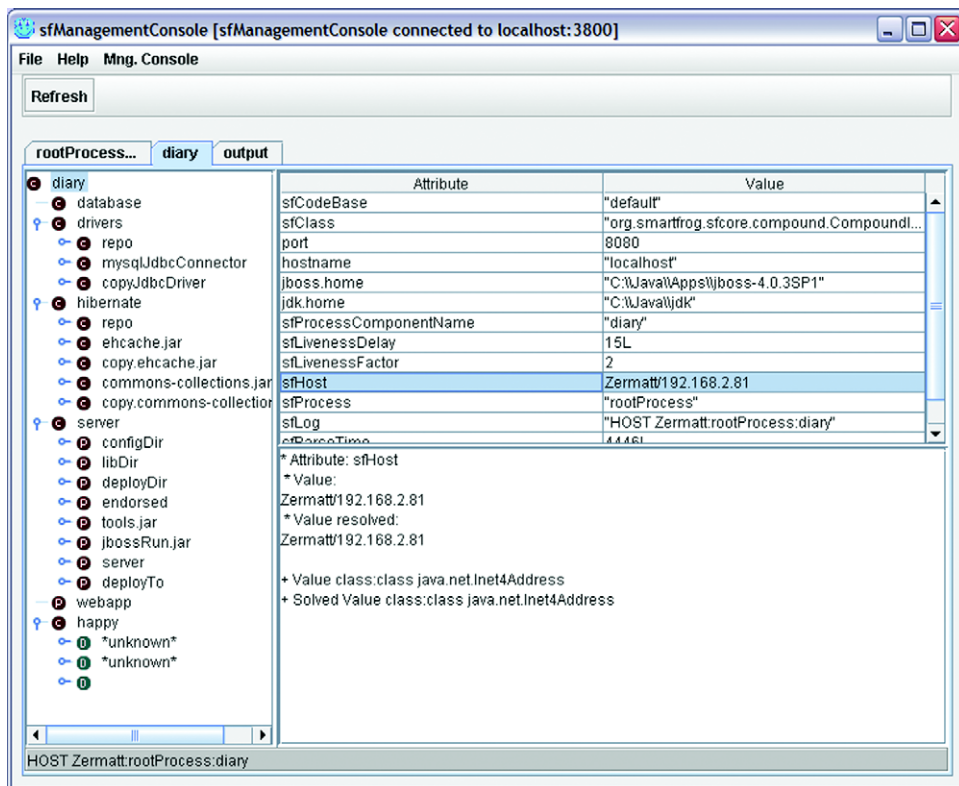 sfManagementConsole [sfManagementConsole connected to localhost:3800]
File Help Mng. Console
Refresh
rootProcess... diary output
diary
database
drivers
repo
mysqlJdbcConnector
copyJdbcDriver
hibernate
repo
ehcache.jar
copy.ehcache.jar
commons-collections.jar
copy.commons-collection
server
configDir
libDir
deployDir
endorsed
tools.jar
jbossRun.jar
server
deployTo
webapp
happy
*unknown*
*unknown*
Attribute Value
sfCodeBase "default"
sfClass "org.smartfrog.sfcore.compound.CompoundI...
port 8080
hostname "localhost"
jboss.home "C:\\Java\\Apps\\jboss-4.0.3SP1"
jdk.home "C:\\Java\\jdk"
sfProcessComponentName "diary"
sfLivenessDelay 15L
sfLivenessFactor 2
sfHost Zermatt/192.168.2.81
sfProcess "rootProcess"
sfLog "HOST Zermatt:rootProcess:diary"
sfParseTime 4446L
* Attribute: sfHost
* Value:
Zermatt/192.168.2.81
* Value resolved:
Zermatt/192.168.2.81
+ Value class:class java.net.Inet4Address
+ Solved Value class:class java.net.Inet4Address
HOST Zermatt:rootProcess:diary